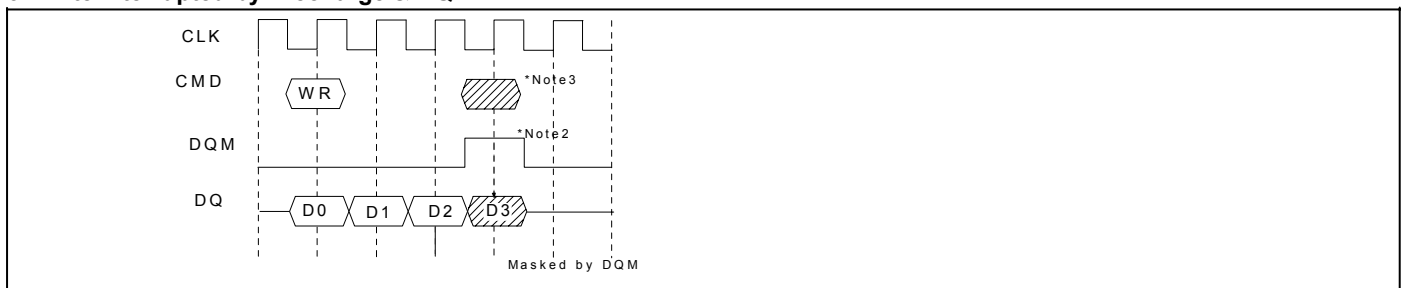 CLK
CMD WR *Note3
DQM *Note2
DQ D0 D1 D2 D3
Masked by DQM